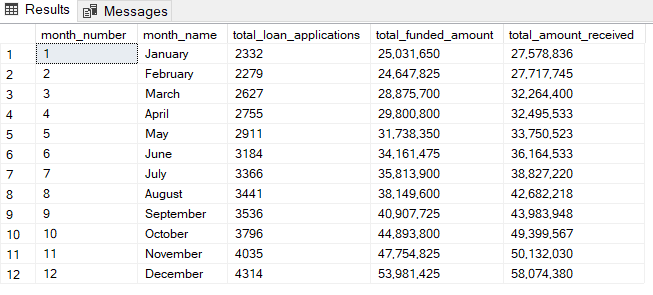 Results Messages
month_number month_name total_loan_applications total_funded_amount total_amount_received
1 1 January 2332 25,031,650 27,578,836
2 2 February 2279 24,647,825 27,717,745
3 3 March 2627 28,875,700 32,264,400
4 4 April 2755 29,800,800 32,495,533
5 5 May 2911 31,738,350 33,750,523
6 6 June 3184 34,161,475 36,164,533
7 7 July 3366 35,813,900 38,827,220
8 8 August 3441 38,149,600 42,682,218
9 9 September 3536 40,907,725 43,983,948
10 10 October 3796 44,893,800 49,399,567
11 11 November 4035 47,754,825 50,132,030
12 12 December 4314 53,981,425 58,074,380